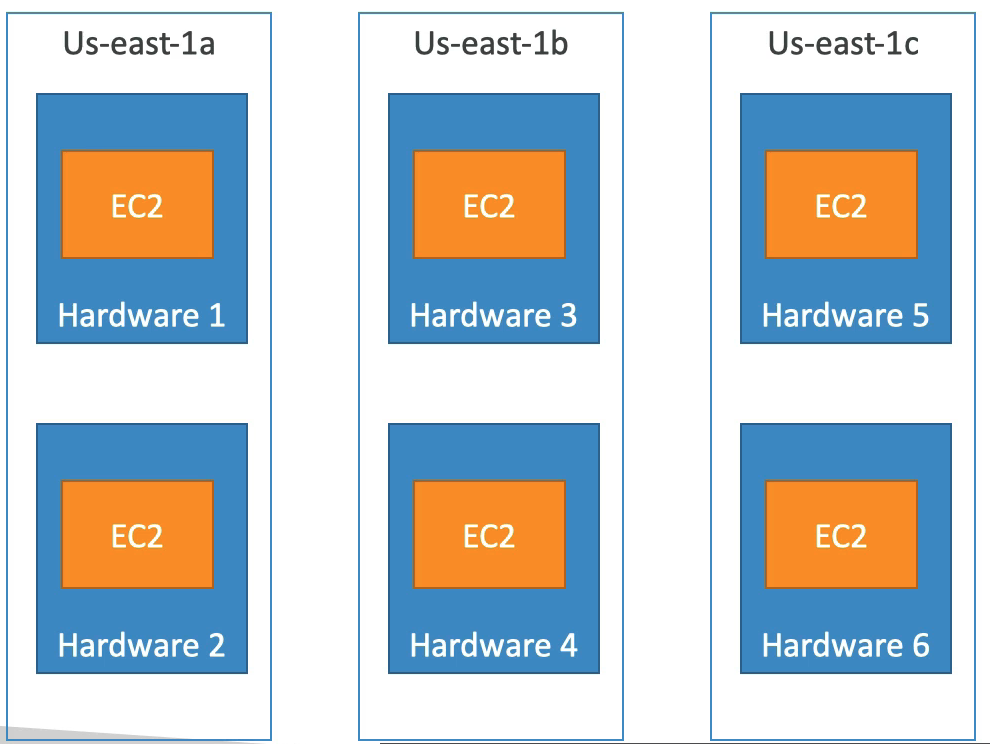 Us-east-1a
EC2
Hardware 1
EC2
Hardware 2
Us-east-1b
EC2
Hardware 3
EC2
Hardware 4
Us-east-1c
EC2
Hardware 5
EC2
Hardware 6